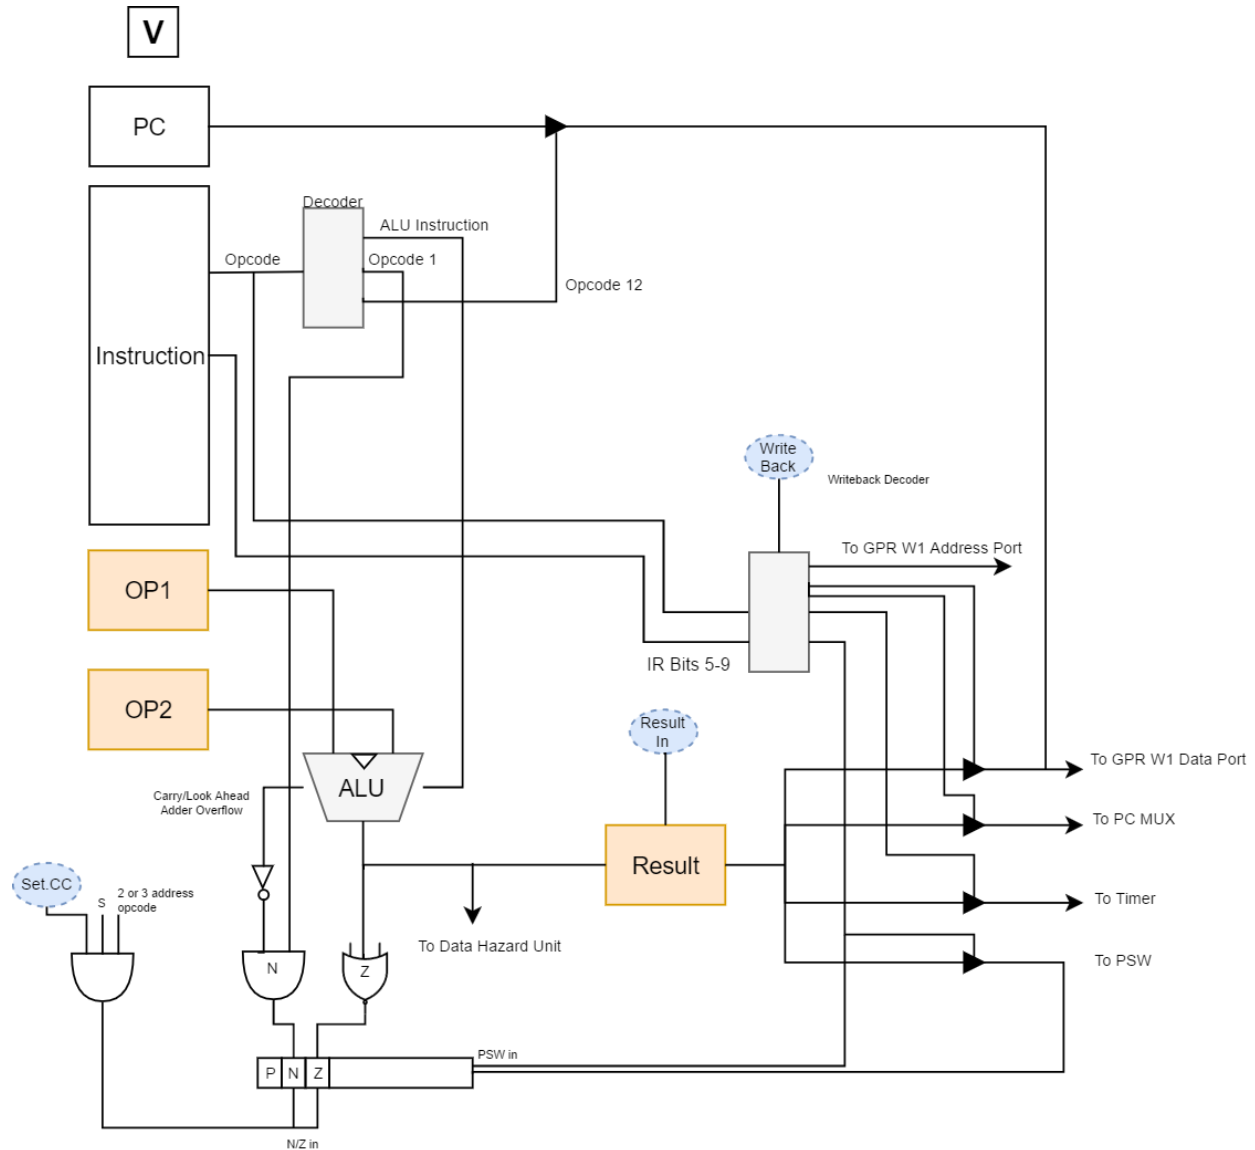 V
PC
Decoder
ALU Instruction
Opcode
Opcode 1
Opcode 12
Instruction
Write
Back
Writeback Decoder
To GPR W1 Address Port
OP1
IR Bits 5-9
OP2
Result
In
To GPR W1 Data Port
ALU
Carry/Look Ahead
Adder Overflow
To PC MUX
Result
Set.CC
S
2 or 3 address
opcode
To Timer
To Data Hazard Unit
N
Z
To PSW
PSW in
P
N
Z
N/Z in